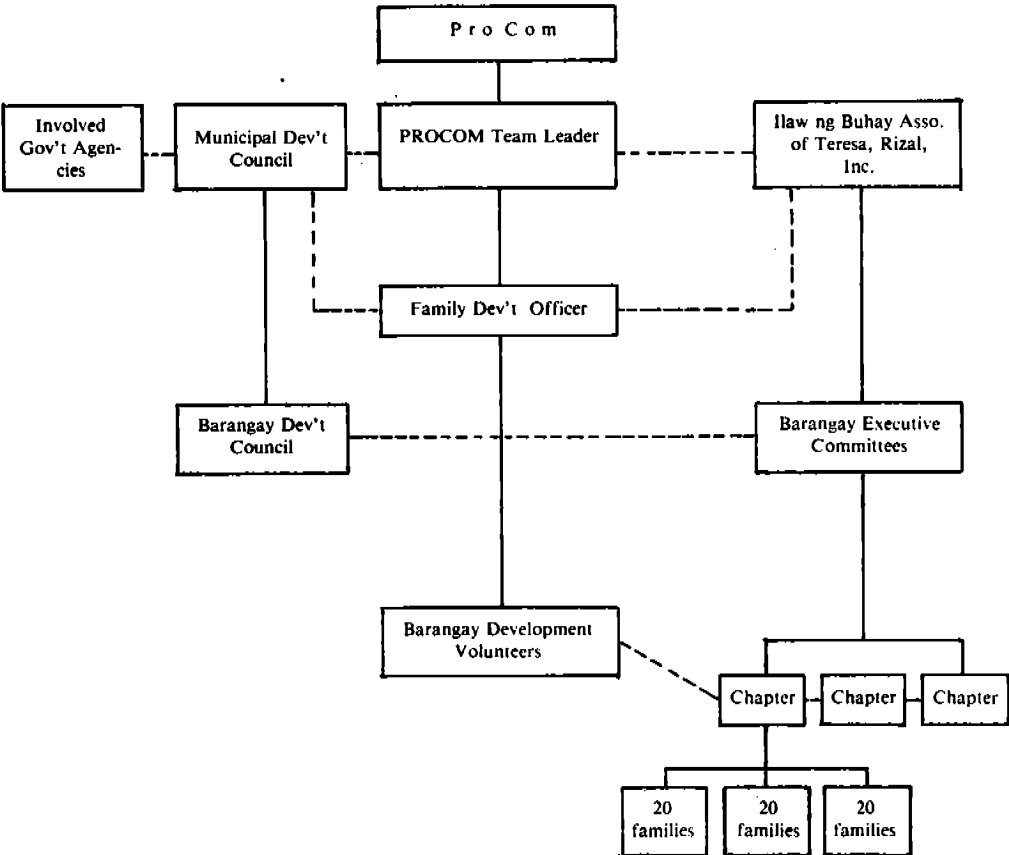 Pro Com
Involved
Gov't Agen-
cies
Municipal Dev't
Council
PROCOM Team Leader
Ilaw ng Buhay Asso.
of Teresa, Rizal,
Inc.
Family Dev't Officer
Barangay Dev't
Council
Barangay Executive
Committees
Barangay Development
Volunteers
Chapter
Chapter
Chapter
20
families
20
families
20
families